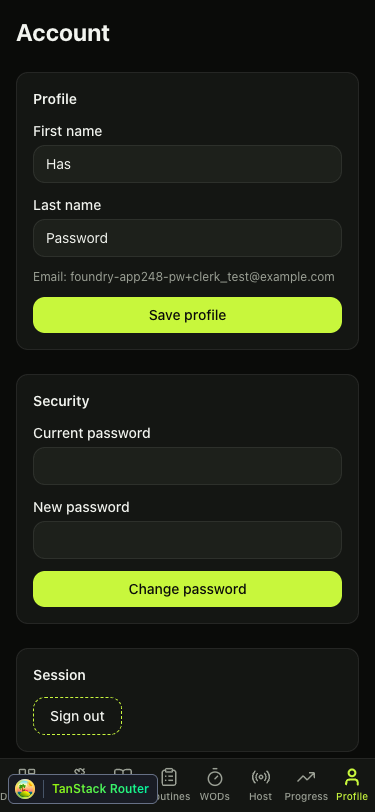 Account
Profile
First name
Has
Last name
Password
Email: foundry-app248-pw+clerk_test@example.com
Save profile
Security
Current password
New password
Change password
Session
Sign out
TanStack Router
WODs
Host
Progress
Profile